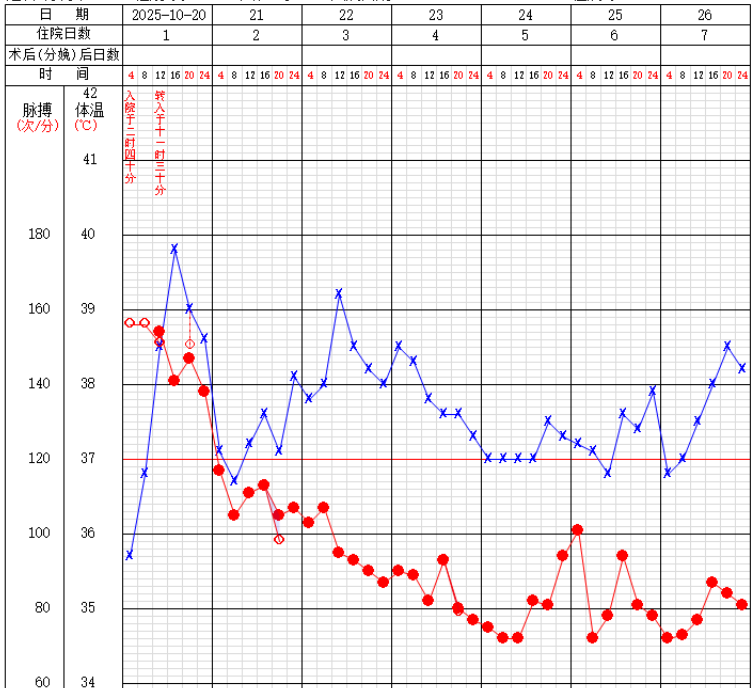 日 期 2025-10-20 21 22 23 24 25 26
住院日数 1 2 3 4 5 6 7
术后(分娩)后日数
时 间 4 8 12 16 20 24 4 8 12 16 20 24 4 8 12 16 20 24 4 8 12 16 20 24 4 8 12 16 20 24 4 8 12 16 20 24 4 8 12 16 20 24
脉搏
(次/分)
42
体温
(℃)
入院于二时四十分
转入于十一时三十分
41
180 40
160 39
140 38
120 37
100 36
80 35
60 34